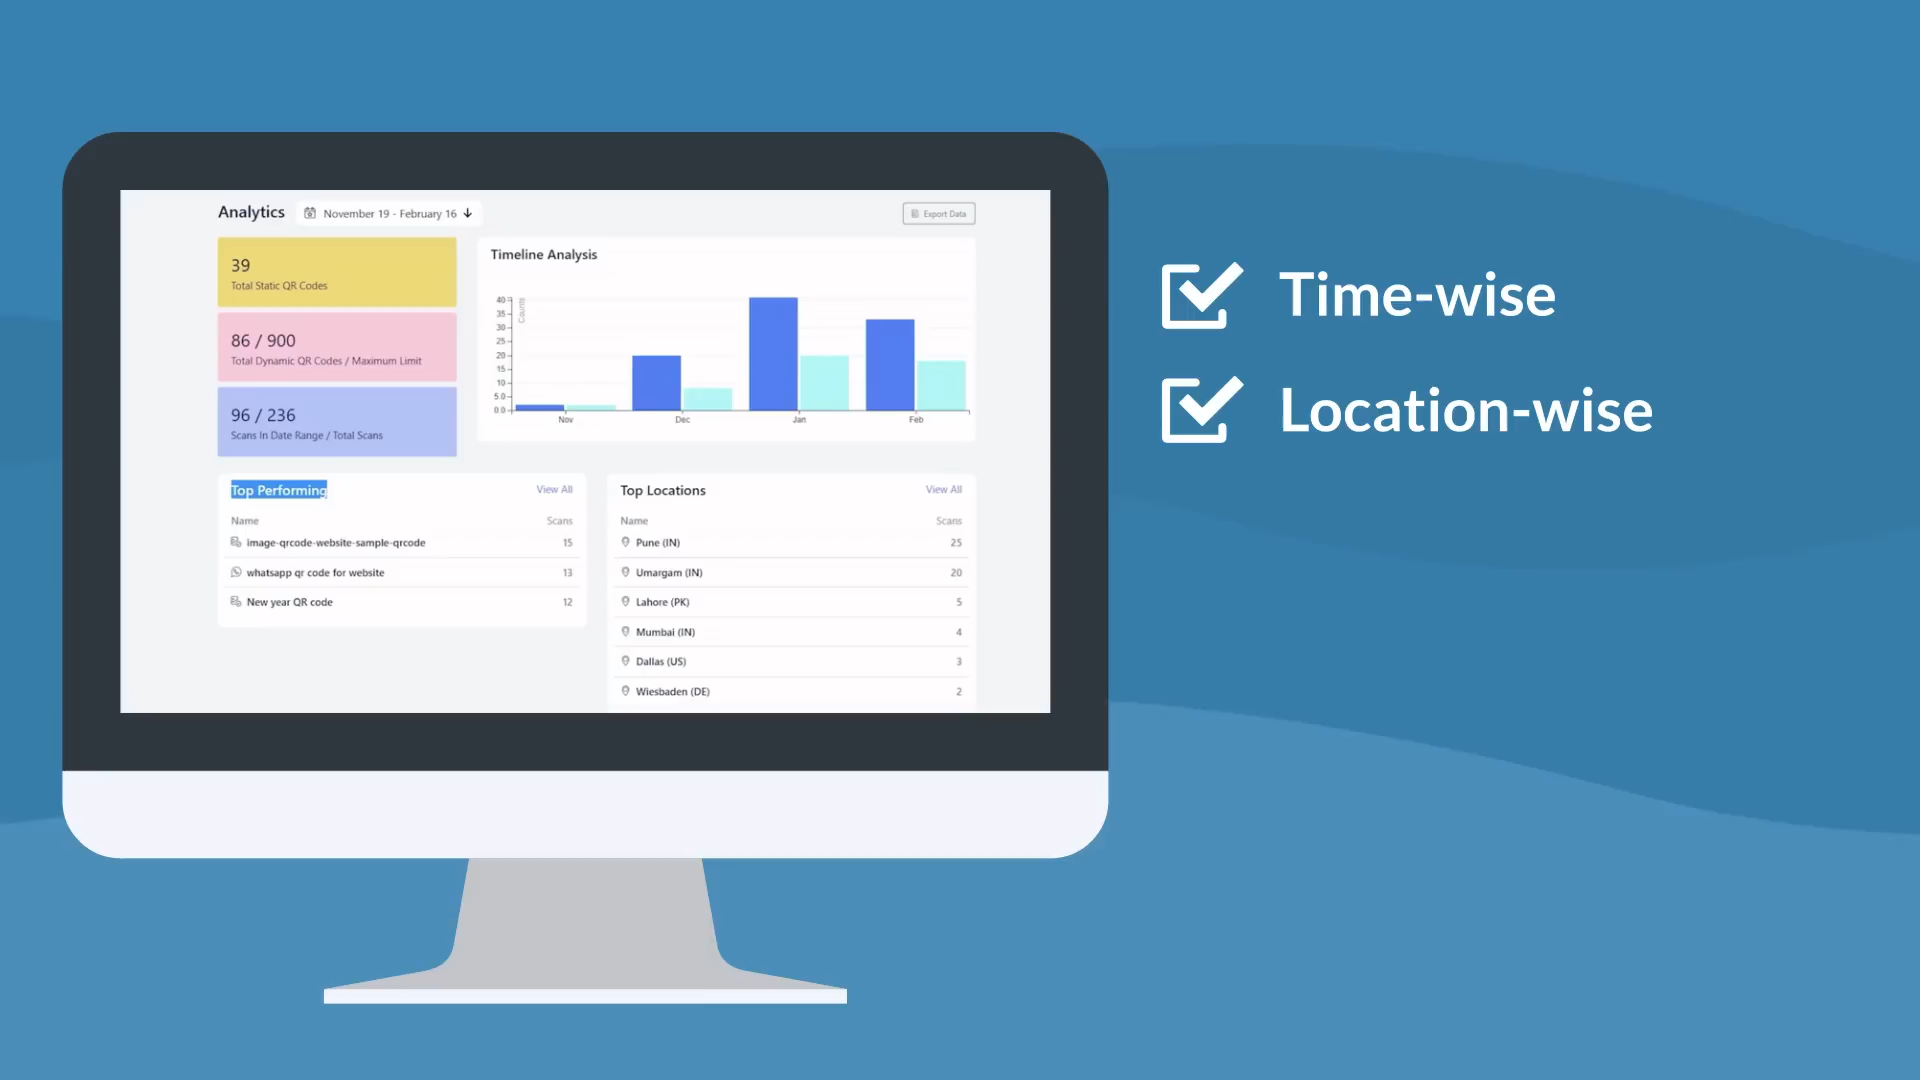 Analytics
November 19 - February 16
Export Data
39
Total Static QR Codes
86 / 900
Total Dynamic QR Codes / Maximum Limit
96 / 236
Scans In Date Range / Total Scans
Timeline Analysis
Counts
40
35
30
25
20
15
10
5.0
0.0
Nov Dec Jan Feb
Top Performing View All
Name Scans
image-qrcode-website-sample-qrcode 15
whatsapp qr code for website 13
New year QR code 12
Top Locations View All
Name Scans
Pune (IN) 25
Umargam (IN) 20
Lahore (PK) 5
Mumbai (IN) 4
Dallas (US) 3
Wiesbaden (DE) 2
Time-wise
Location-wise